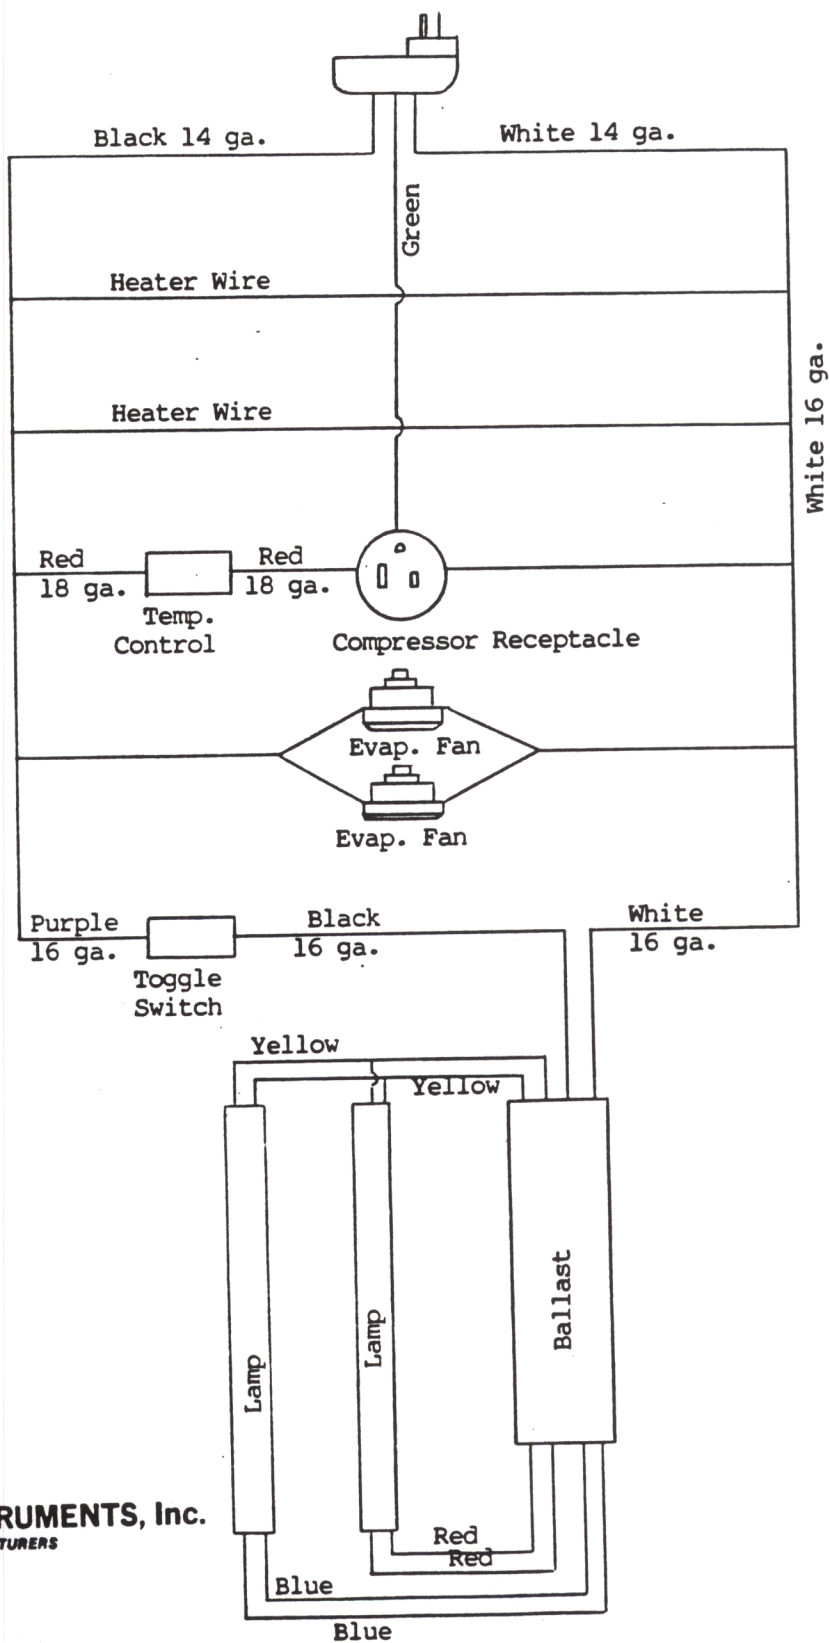 Black 14 ga.
White 14 ga.
Green
Heater Wire
White 16 ga.
Heater Wire
Red
18 ga.
Red
18 ga.
Temp.
Control
Compressor Receptacle
Evap. Fan
Evap. Fan
Purple
16 ga.
Black
16 ga.
White
16 ga.
Toggle
Switch
Yellow
Yellow
Lamp
Lamp
Ballast
RUMENTS, Inc.
TURERS
Red
Red
Blue
Blue